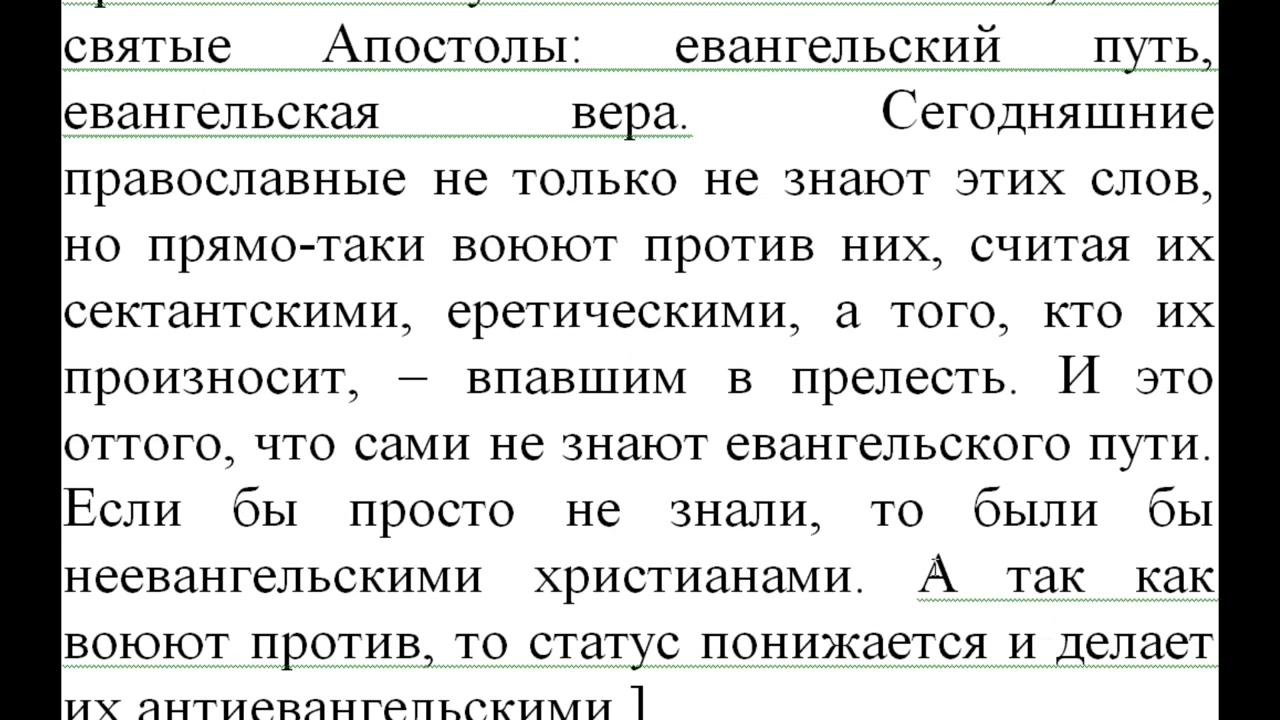 святые Апостолы: евангельский путь,
евангельская вера. Сегодняшние
православные не только не знают этих слов,
но прямо-таки воюют против них, считая их
сектантскими, еретическими, а того, кто их
произносит, – впавшим в прелесть. И это
оттого, что сами не знают евангельского пути.
Если бы просто не знали, то были бы
неевангельскими христианами. А так как
воюют против, то статус понижается и делает
их антиевангельскими.]